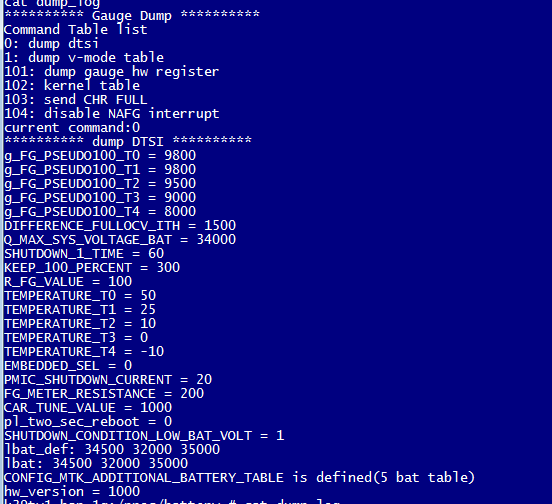 cat dump_log
********** Gauge Dump **********
Command Table list
0: dump dtsi
1: dump v-mode table
101: dump gauge hw register
102: kernel table
103: send CHR FULL
104: disable NAFG interrupt
current command:0
********** dump DTSI **********
g_FG_PSEUDO100_T0 = 9800
g_FG_PSEUDO100_T1 = 9800
g_FG_PSEUDO100_T2 = 9500
g_FG_PSEUDO100_T3 = 9000
g_FG_PSEUDO100_T4 = 8000
DIFFERENCE_FULLOCV_ITH = 1500
Q_MAX_SYS_VOLTAGE_BAT = 34000
SHUTDOWN_1_TIME = 60
KEEP_100_PERCENT = 300
R_FG_VALUE = 100
TEMPERATURE_T0 = 50
TEMPERATURE_T1 = 25
TEMPERATURE_T2 = 10
TEMPERATURE_T3 = 0
TEMPERATURE_T4 = -10
EMBEDDED_SEL = 0
PMIC_SHUTDOWN_CURRENT = 20
FG_METER_RESISTANCE = 200
CAR_TUNE_VALUE = 1000
pl_two_sec_reboot = 0
SHUTDOWN_CONDITION_LOW_BAT_VOLT = 1
lbat_def: 34500 32000 35000
lbat: 34500 32000 35000
CONFIG_MTK_ADDITIONAL_BATTERY_TABLE is defined(5 bat table)
hw_version = 1000
# cat dump_log